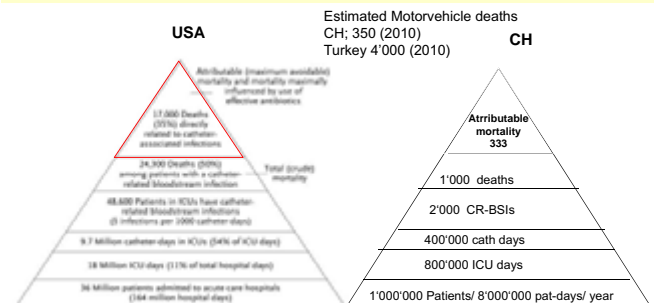 Estimated Motorvehicle deaths
CH; 350 (2010)
Turkey 4'000 (2010)
USA
CH
Attributable (maximum avoidable)
mortality and mortality maximally
influenced by use of
effective antibiotics
17,000 Deaths
(35%) directly
related to catheter-
associated infections
24,300 Deaths (50%)
among patients with a catheter-
related bloodstream infection
Total (crude)
mortality
48,600 Patients in ICUs have catheter-
related bloodstream infections
(5 infections per 1000 catheter-days)
9.7 Million catheter-days in ICUs (54% of ICU days)
18 Million ICU days (11% of total hospital days)
36 Million patients admitted to acute care hospitals
(164 million hospital days)
Atrributable
mortality
333
1'000 deaths
2'000 CR-BSIs
400'000 cath days
800'000 ICU days
1'000'000 Patients/ 8'000'000 pat-days/ year